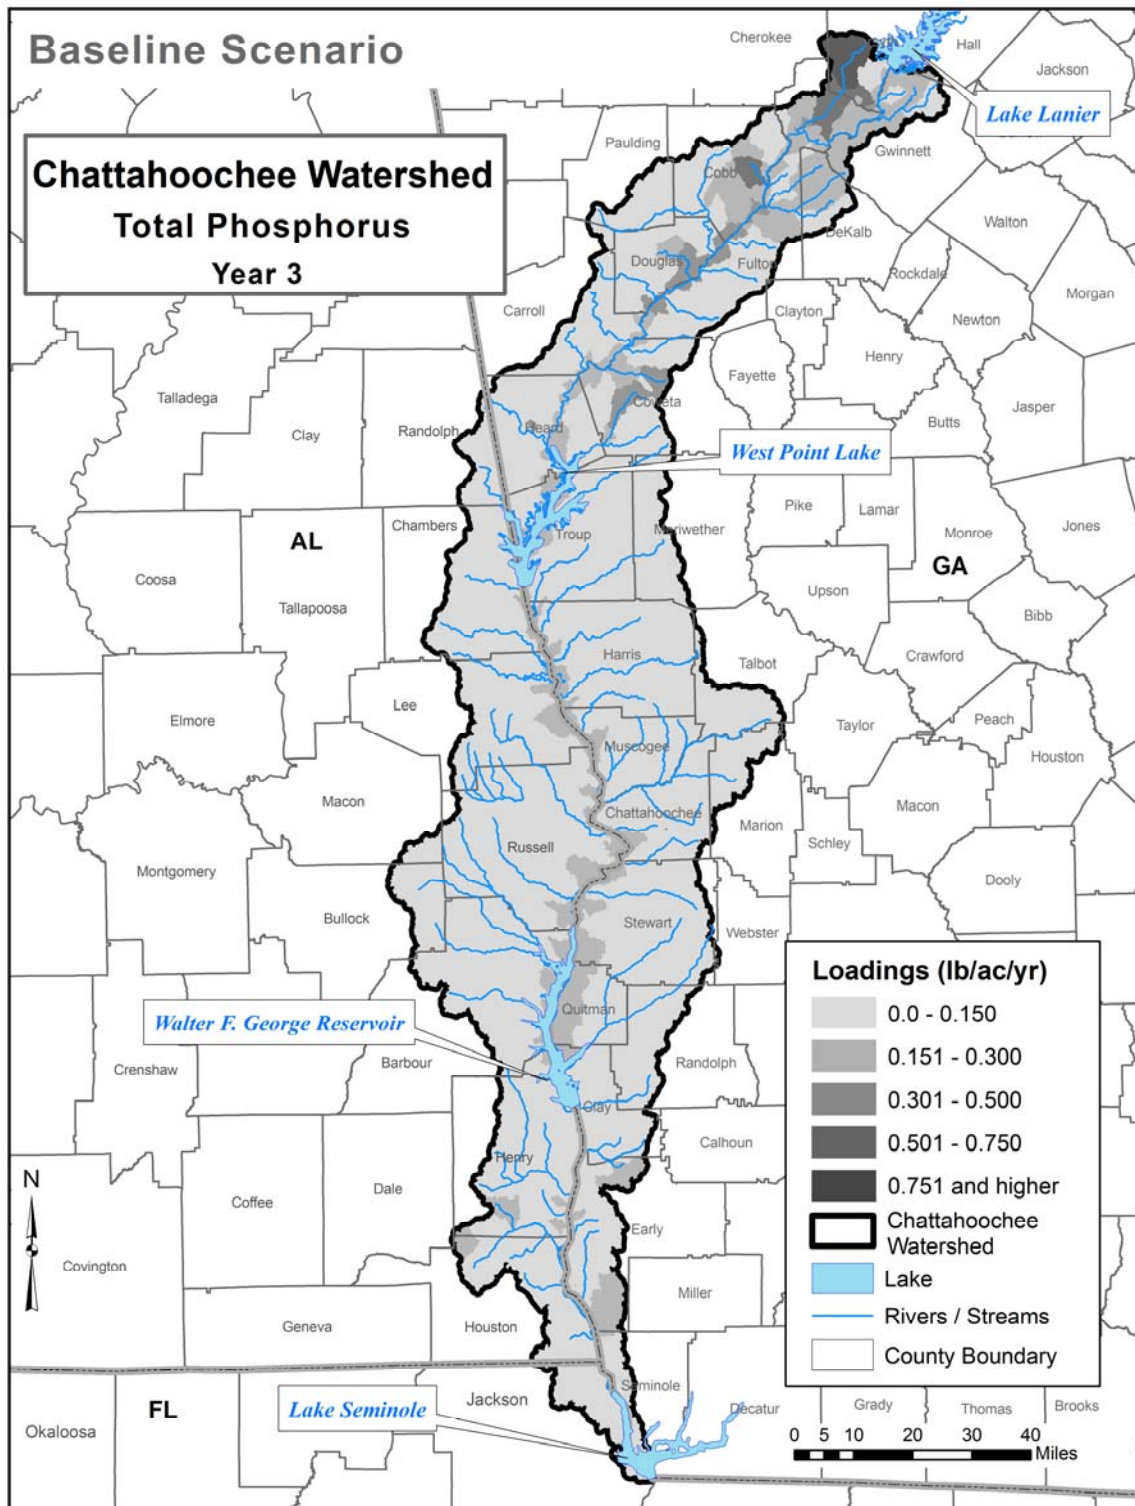 Baseline Scenario
Chattahoochee Watershed
Total Phosphorus
Year 3
Cherokee
Hall
Jackson
Lake Lanier
Paulding
Gwinnett
Cobb
Walton
DeKalb
Douglas
Fulton
Rockdale
Morgan
Carroll
Clayton
Newton
Henry
Fayette
Talladega
Coweta
Jasper
Butts
Clay
Randolph
Heard
West Point Lake
Pike
Lamar
Chambers
Troup
Meriwether
Monroe
Jones
AL
GA
Coosa
Upson
Tallapoosa
Bibb
Harris
Talbot
Crawford
Elmore
Lee
Taylor
Peach
Muscogee
Houston
Macon
Chattahoochee
Macon
Marion
Schley
Russell
Montgomery
Dooly
Bullock
Stewart
Webster
Loadings (lb/ac/yr)
0.0 - 0.150
0.151 - 0.300
0.301 - 0.500
0.501 - 0.750
0.751 and higher
Chattahoochee
Watershed
Lake
Rivers / Streams
County Boundary
Quitman
Walter F. George Reservoir
Crenshaw
Barbour
Randolph
Clay
Calhoun
Henry
N
Coffee
Dale
Early
Covington
Miller
Geneva
Houston
Seminole
Jackson
FL
Lake Seminole
Decatur
Grady
Thomas
Brooks
Okaloosa
0 5 10 20 30 40
Miles